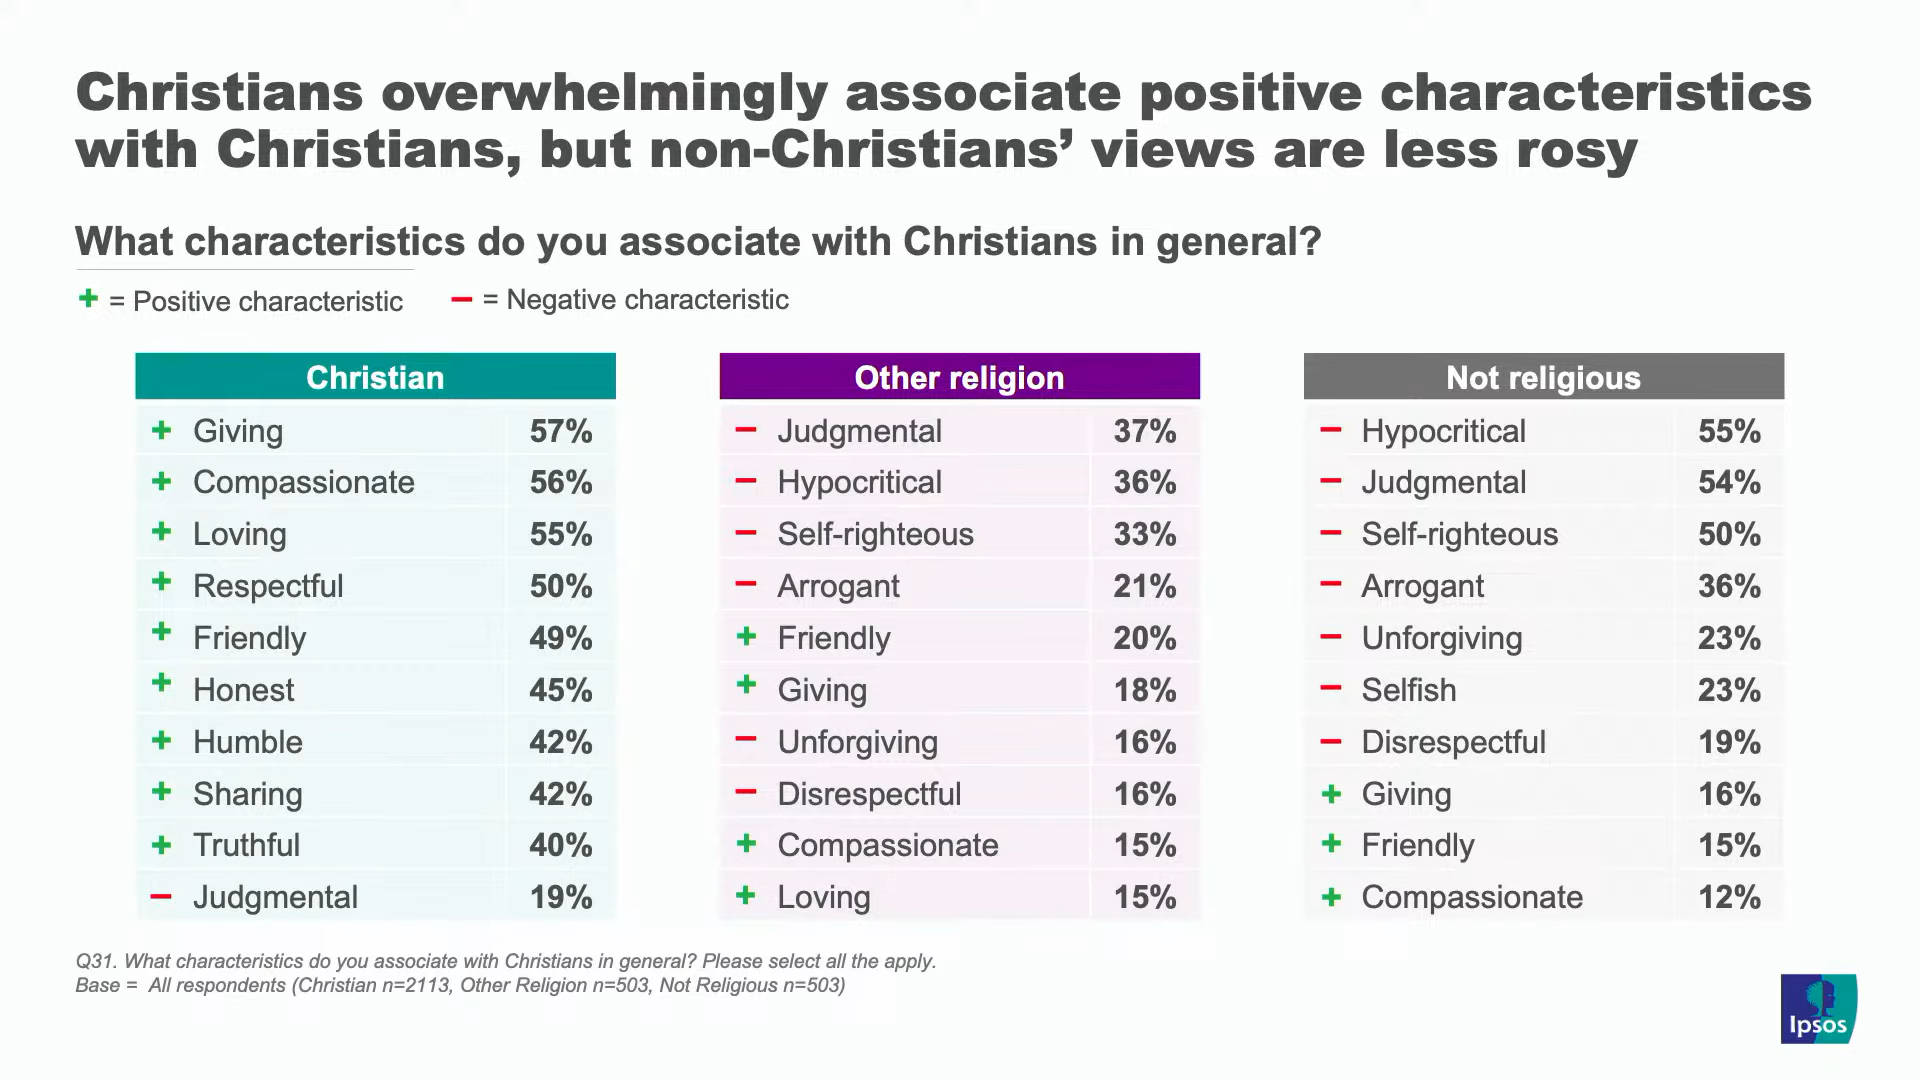 Christians overwhelmingly associate positive characteristics
with Christians, but non-Christians’ views are less rosy
What characteristics do you associate with Christians in general?
+ = Positive characteristic – = Negative characteristic
Christian
+ Giving 57%
+ Compassionate 56%
+ Loving 55%
+ Respectful 50%
+ Friendly 49%
+ Honest 45%
+ Humble 42%
+ Sharing 42%
+ Truthful 40%
– Judgmental 19%
Other religion
– Judgmental 37%
– Hypocritical 36%
– Self-righteous 33%
– Arrogant 21%
+ Friendly 20%
+ Giving 18%
– Unforgiving 16%
– Disrespectful 16%
+ Compassionate 15%
+ Loving 15%
Not religious
– Hypocritical 55%
– Judgmental 54%
– Self-righteous 50%
– Arrogant 36%
– Unforgiving 23%
– Selfish 23%
– Disrespectful 19%
+ Giving 16%
+ Friendly 15%
+ Compassionate 12%
Q31. What characteristics do you associate with Christians in general? Please select all the apply.
Base = All respondents (Christian n=2113, Other Religion n=503, Not Religious n=503)
Ipsos